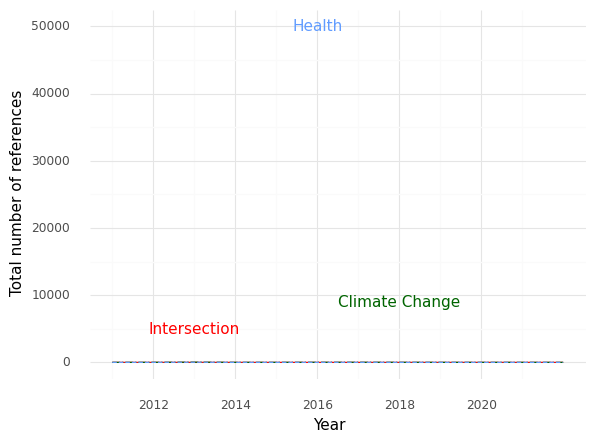 Health
50000
40000
30000
20000
10000
0
Climate Change
Intersection
Total number of references
2012 2014 2016 2018 2020
Year